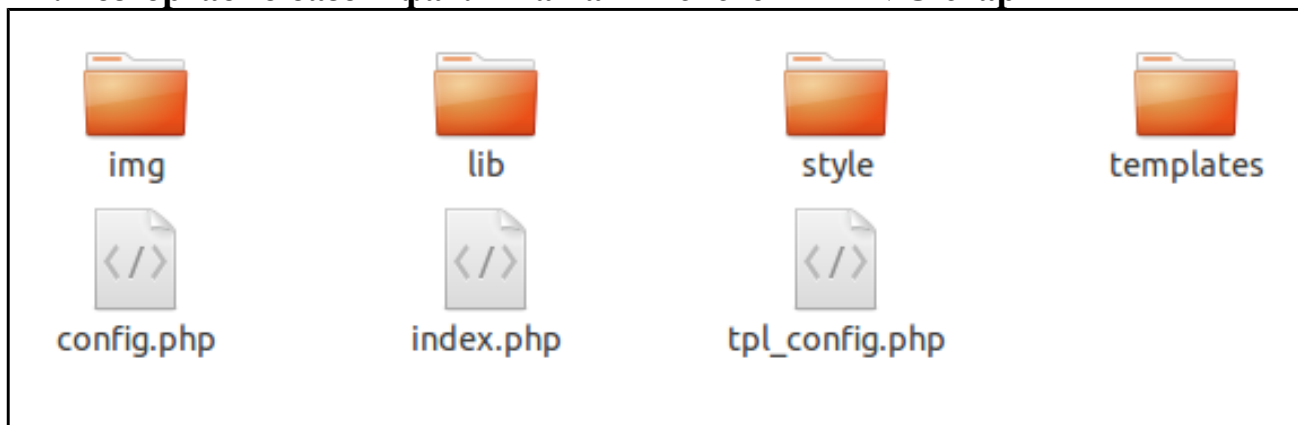 img lib style templates
</> </> </>
config.php index.php tpl_config.php